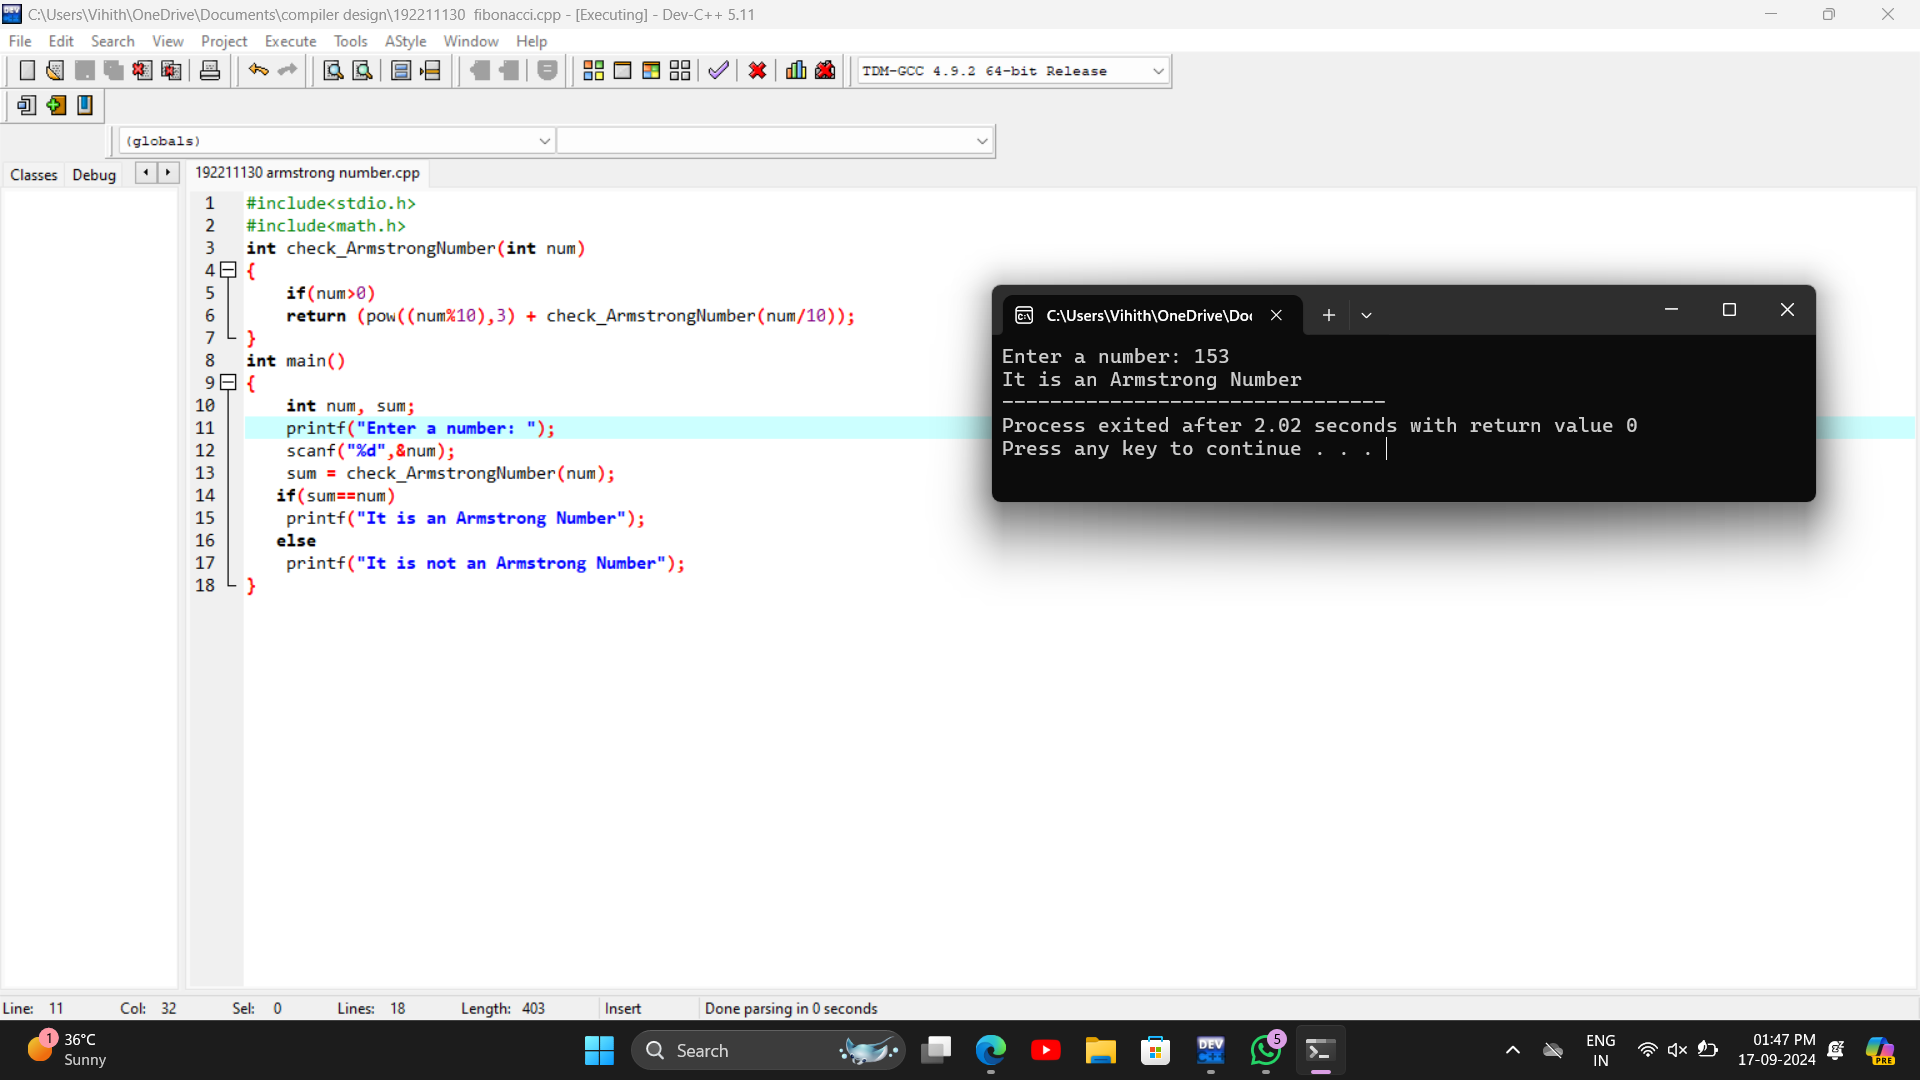 C:\Users\Vihith\OneDrive\Documents\compiler design\192211130  fibonacci.cpp - [Executing] - Dev-C++ 5.11
File Edit Search View Project Execute Tools AStyle Window Help
TDM-GCC 4.9.2 64-bit Release
(globals)
Classes Debug 192211130 armstrong number.cpp
1 #include<stdio.h>
2 #include<math.h>
3 int check_ArmstrongNumber(int num)
4 {
5 if(num>0)
6 return (pow((num%10),3) + check_ArmstrongNumber(num/10));
7 }
8 int main()
9 {
10 int num, sum;
11 printf("Enter a number: ");
12 scanf("%d",&num);
13 sum = check_ArmstrongNumber(num);
14 if(sum==num)
15 printf("It is an Armstrong Number");
16 else
17 printf("It is not an Armstrong Number");
18 }
C:\Users\Vihith\OneDrive\Doc
Enter a number: 153
It is an Armstrong Number
--------------------------------
Process exited after 2.02 seconds with return value 0
Press any key to continue . . .
Line: 11 Col: 32 Sel: 0 Lines: 18 Length: 403 Insert Done parsing in 0 seconds
1 36°C
Sunny
Search
DEV
5
ENG
IN
01:47 PM
17-09-2024
PRE